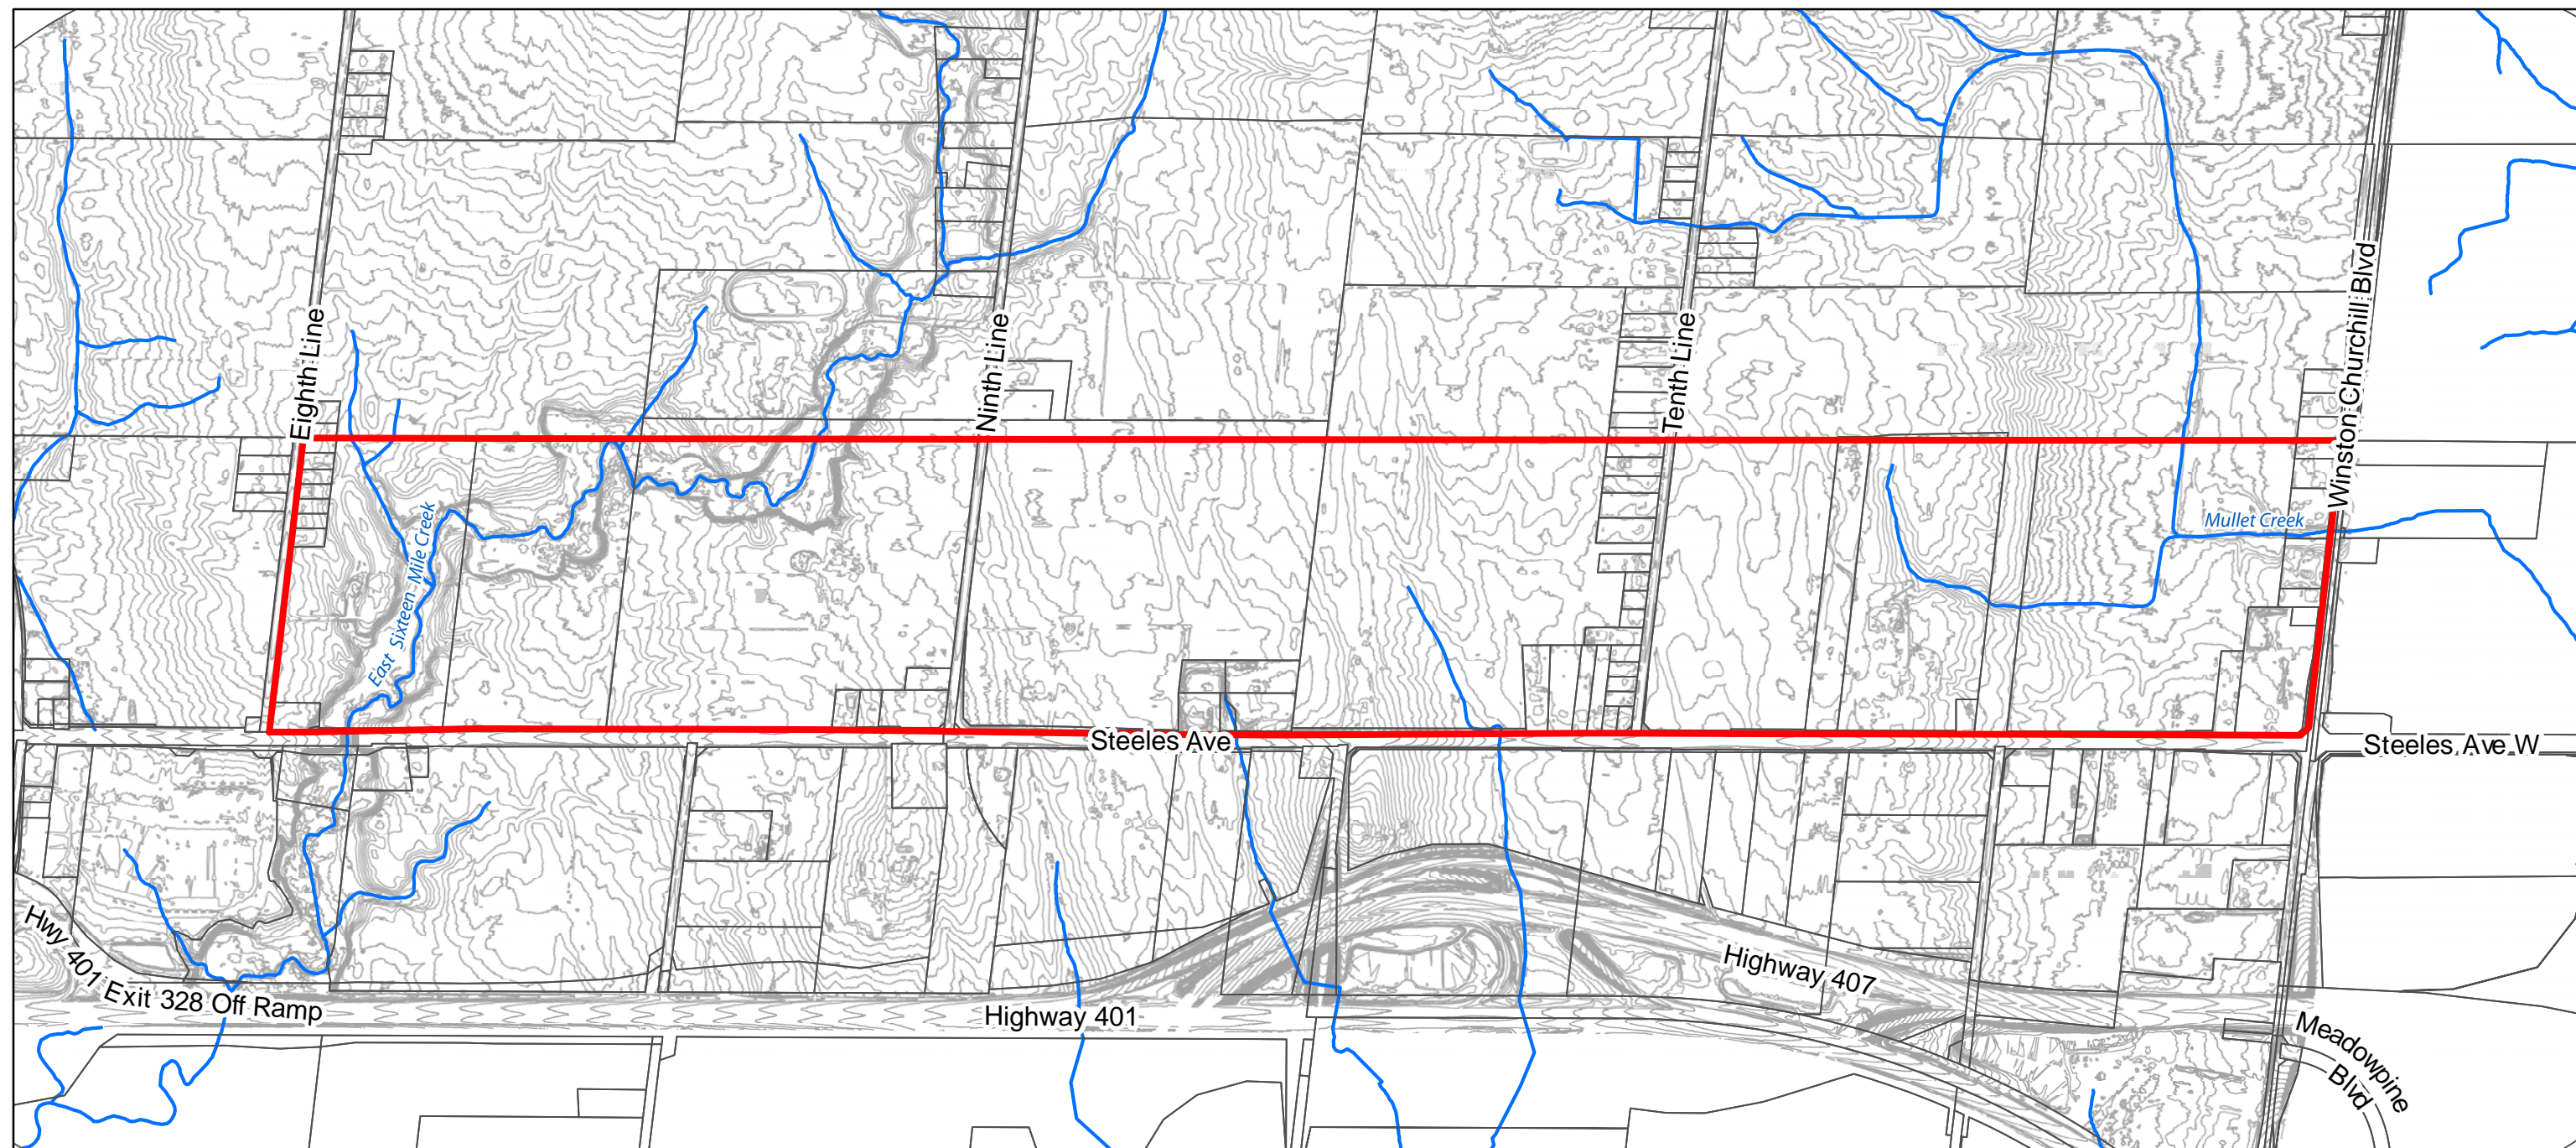 Eighth Line
Ninth Line
Tenth Line
Winston Churchill Blvd
East Sixteen Mile Creek
Mullet Creek
Steeles Ave
Steeles Ave W
Hwy 401 Exit 328 Off Ramp
Highway 401
Highway 407
Meadowpine
Blvd